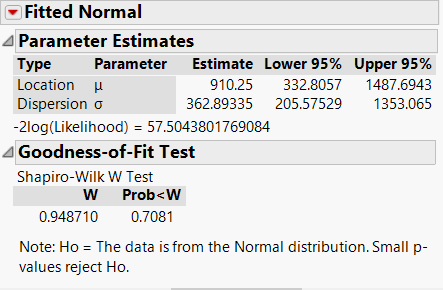 Fitted Normal
Parameter Estimates
Type Parameter Estimate Lower 95% Upper 95%
Location μ 910.25 332.8057 1487.6943
Dispersion σ 362.89335 205.57529 1353.065
-2log(Likelihood) = 57.5043801769084
Goodness-of-Fit Test
Shapiro-Wilk W Test
W Prob<W
0.948710 0.7081
Note: Ho = The data is from the Normal distribution. Small p-
values reject Ho.